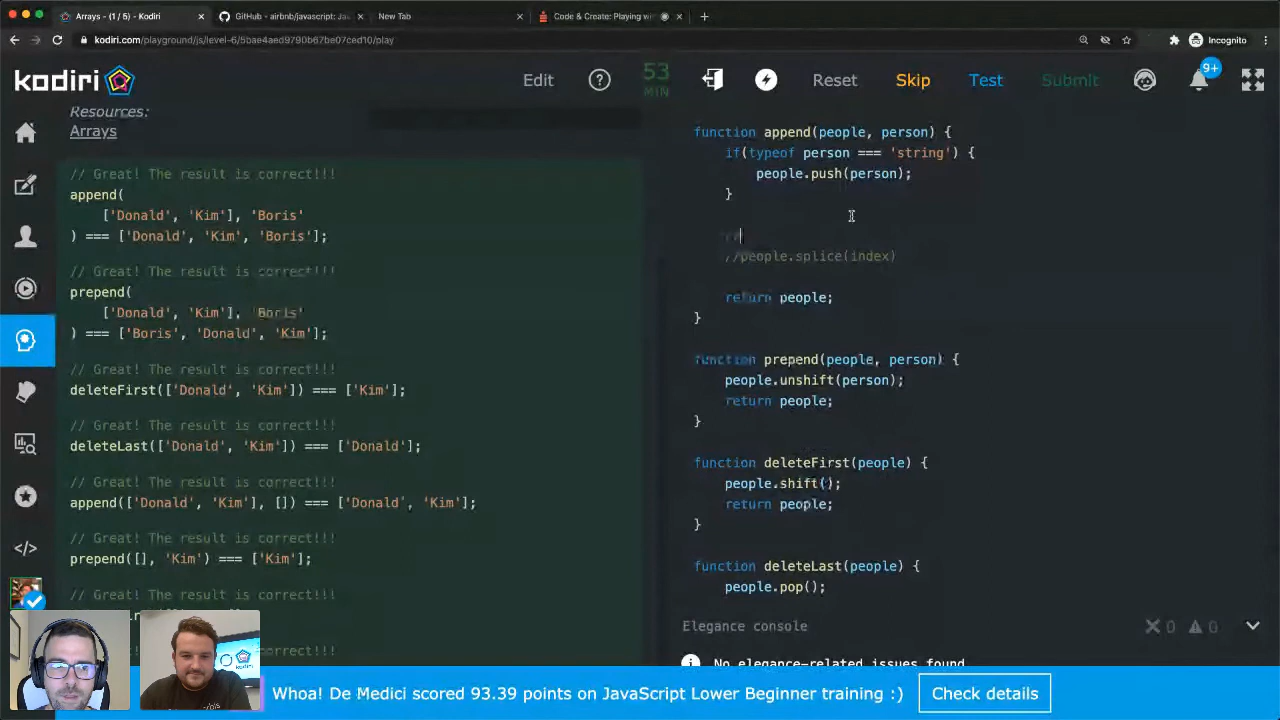 Arrays - (1 / 5) - Kodiri
GitHub - airbnb/javascript: Ja
New Tab
Code & Create: Playing wi
kodiri.com/playground/js/level-6/5bae4aed9790b67be07ced10/play
Incognito
kodiri
Edit
53
MIN
Reset
Skip
Test
Submit
9+
Resources:
Arrays
// Great! The result is correct!!!
append(
['Donald', 'Kim'], 'Boris'
) === ['Donald', 'Kim', 'Boris'];
// Great! The result is correct!!!
prepend(
['Donald', 'Kim'], 'Boris'
) === ['Boris', 'Donald', 'Kim'];
// Great! The result is correct!!!
deleteFirst(['Donald', 'Kim']) === ['Kim'];
// Great! The result is correct!!!
deleteLast(['Donald', 'Kim']) === ['Donald'];
// Great! The result is correct!!!
append(['Donald', 'Kim'], []) === ['Donald', 'Kim'];
// Great! The result is correct!!!
prepend([], 'Kim') === ['Kim'];
// Great! The result is correct!!!
correct!!!
function append(people, person) {
if(typeof person === 'string') {
people.push(person);
}
//
//people.splice(index)
return people;
}
function prepend(people, person) {
people.unshift(person);
return people;
}
function deleteFirst(people) {
people.shift();
return people;
}
function deleteLast(people) {
people.pop();
Elegance console
0
0
No elegance-related issues found
kodiri
Whoa! De Medici scored 93.39 points on JavaScript Lower Beginner training :)
Check details